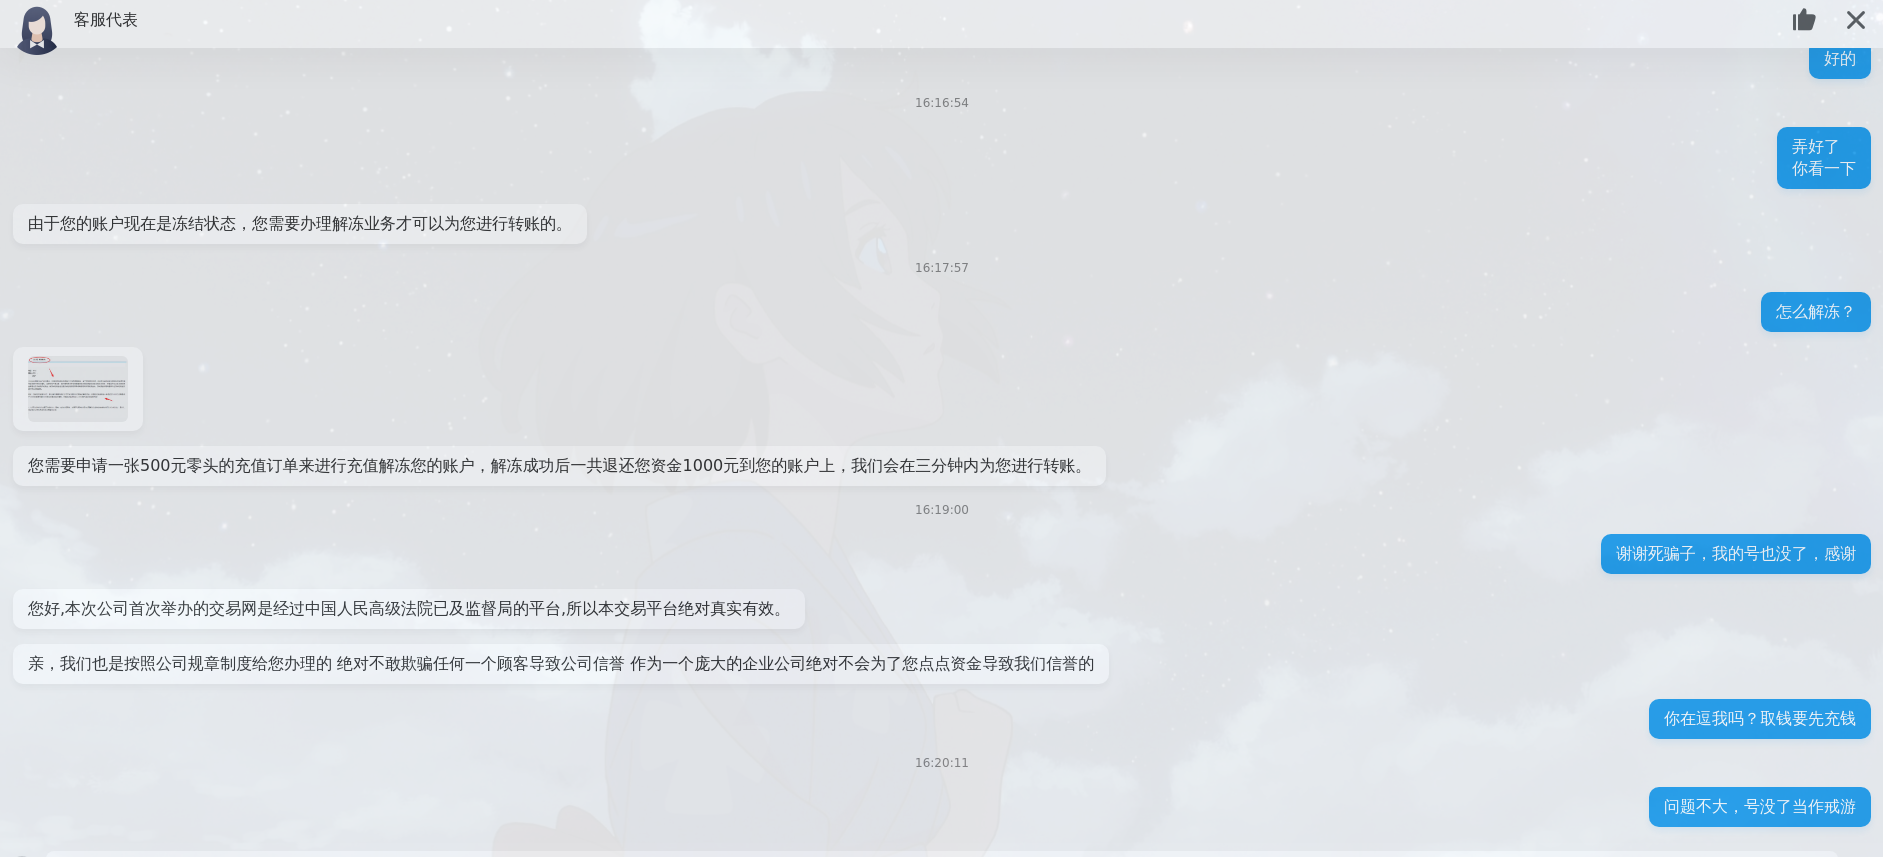 客服代表
好的
16:16:54
弄好了
你看一下
由于您的账户现在是冻结状态，您需要办理解冻业务才可以为您进行转账的。
16:17:57
怎么解冻？
您需要申请一张500元零头的充值订单来进行充值解冻您的账户，解冻成功后一共退还您资金1000元到您的账户上，我们会在三分钟内为您进行转账。
16:19:00
谢谢死骗子，我的号也没了，感谢
您好,本次公司首次举办的交易网是经过中国人民高级法院已及监督局的平台,所以本交易平台绝对真实有效。
亲，我们也是按照公司规章制度给您办理的 绝对不敢欺骗任何一个顾客导致公司信誉 作为一个庞大的企业公司绝对不会为了您点点资金导致我们信誉的
你在逗我吗？取钱要先充钱
16:20:11
问题不大，号没了当作戒游